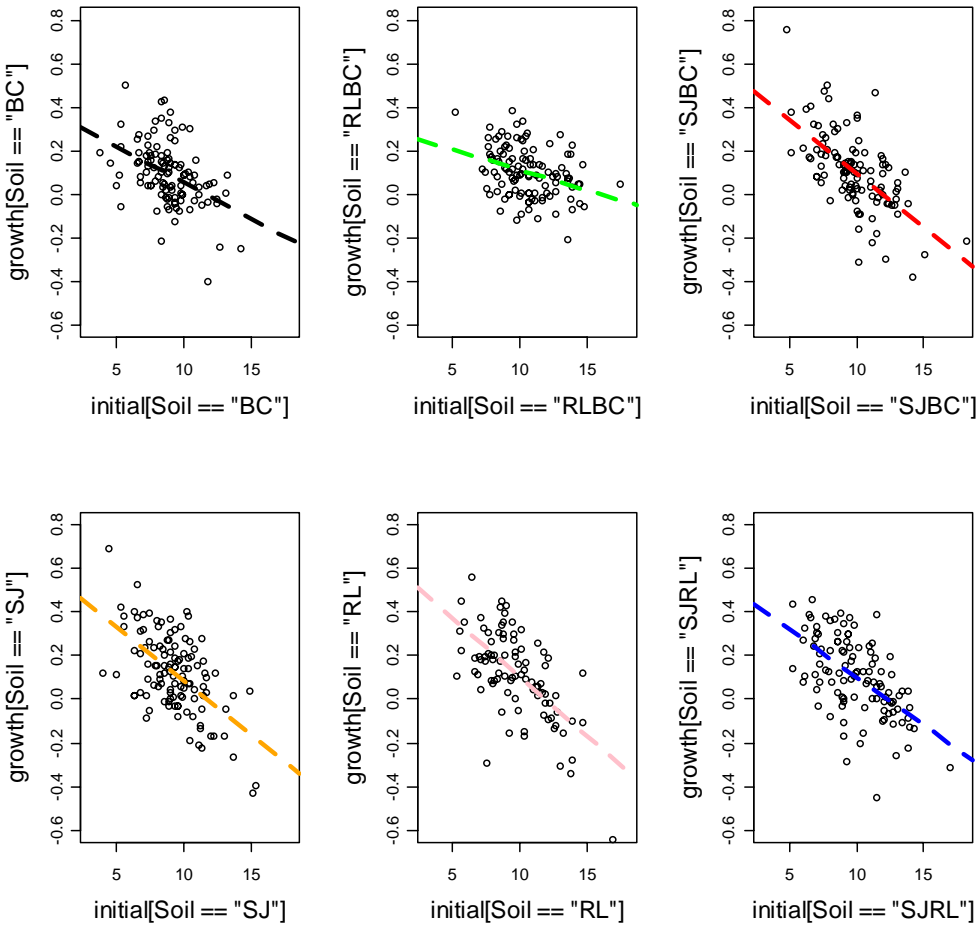 growth[Soil == "BC"]
0.8
0.6
0.4
0.2
0.0
-0.2
-0.4
-0.6
5 10 15
initial[Soil == "BC"]
growth[Soil == "RLBC"]
0.8
0.6
0.4
0.2
0.0
-0.2
-0.4
-0.6
5 10 15
initial[Soil == "RLBC"]
growth[Soil == "SJBC"]
0.8
0.6
0.4
0.2
0.0
-0.2
-0.4
-0.6
5 10 15
initial[Soil == "SJBC"]
growth[Soil == "SJ"]
0.8
0.6
0.4
0.2
0.0
-0.2
-0.4
-0.6
5 10 15
initial[Soil == "SJ"]
growth[Soil == "RL"]
0.8
0.6
0.4
0.2
0.0
-0.2
-0.4
-0.6
5 10 15
initial[Soil == "RL"]
growth[Soil == "SJRL"]
0.8
0.6
0.4
0.2
0.0
-0.2
-0.4
-0.6
5 10 15
initial[Soil == "SJRL"]